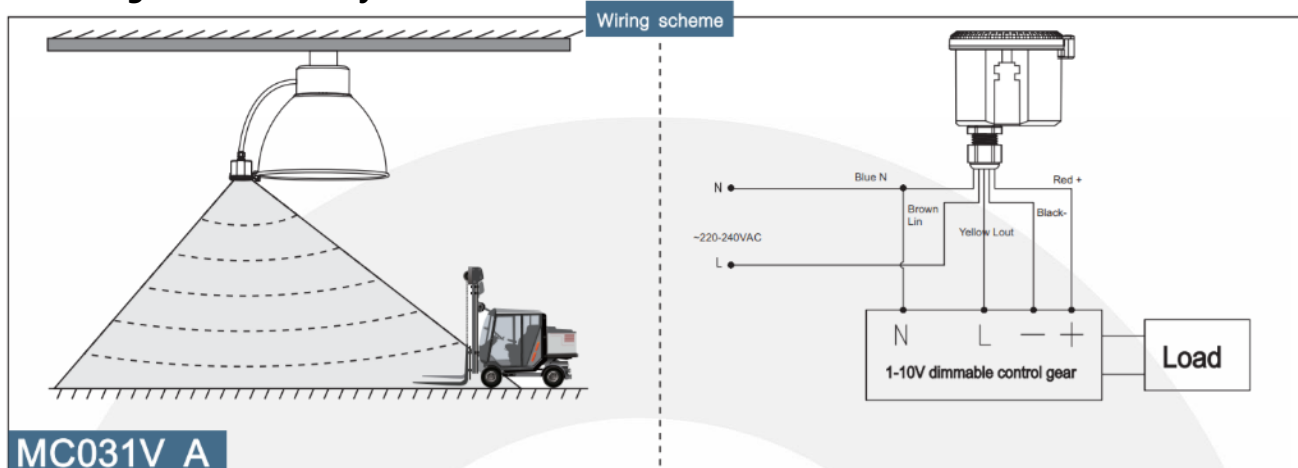 Wiring scheme
Blue N
Red +
N
Brown
Lin
Black-
Yellow Lout
~220-240VAC
L
N L − +
1-10V dimmable control gear
Load
MC031V A